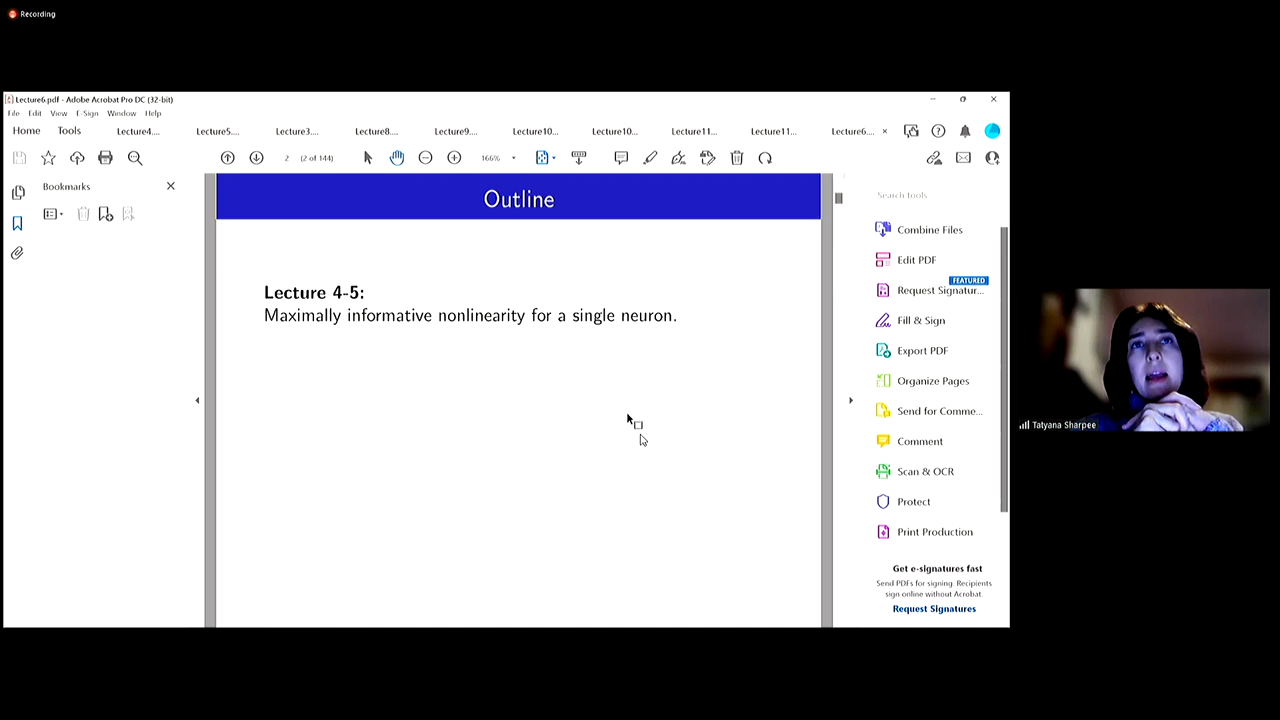 Recording
Lecture6.pdf - Adobe Acrobat Pro DC (32-bit)
File Edit View E-Sign Window Help
Home Tools Lecture4.... Lecture5.... Lecture3.... Lecture8.... Lecture9.... Lecture10... Lecture10... Lecture11... Lecture11... Lecture6....
2 (2 of 144) 166%
Bookmarks
Outline
Lecture 4-5:
Maximally informative nonlinearity for a single neuron.
Search tools
Combine Files
Edit PDF
FEATURED
Request Signatur...
Fill & Sign
Export PDF
Organize Pages
Send for Comme...
Comment
Scan & OCR
Protect
Print Production
Get e-signatures fast
Send PDFs for signing. Recipients
sign online without Acrobat.
Request Signatures
Tatyana Sharpee